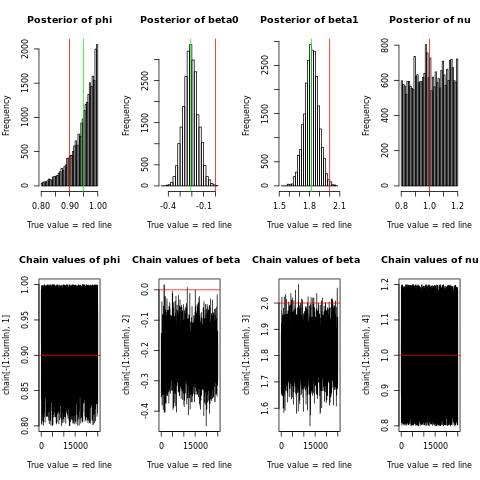 Posterior of phi
Posterior of beta0
Posterior of beta1
Posterior of nu
Frequency
0 500 1000 1500 2000
0.80 0.90 1.00
True value = red line
Frequency
0 500 1500 2500
-0.4 -0.1
True value = red line
Frequency
0 500 1500 3000
1.5 1.8 2.1
True value = red line
Frequency
0 200 400 600 800
0.8 1.0 1.2
True value = red line
Chain values of phi
Chain values of beta
Chain values of beta
Chain values of nu
chain[-(1:burnIn), 1]
0.80 0.85 0.90 0.95 1.00
0 15000
True value = red line
chain[-(1:burnIn), 2]
-0.4 -0.3 -0.2 -0.1 0.0
0 15000
True value = red line
chain[-(1:burnIn), 3]
1.6 1.7 1.8 1.9 2.0
0 15000
True value = red line
chain[-(1:burnIn), 4]
0.8 0.9 1.0 1.1 1.2
0 15000
True value = red line